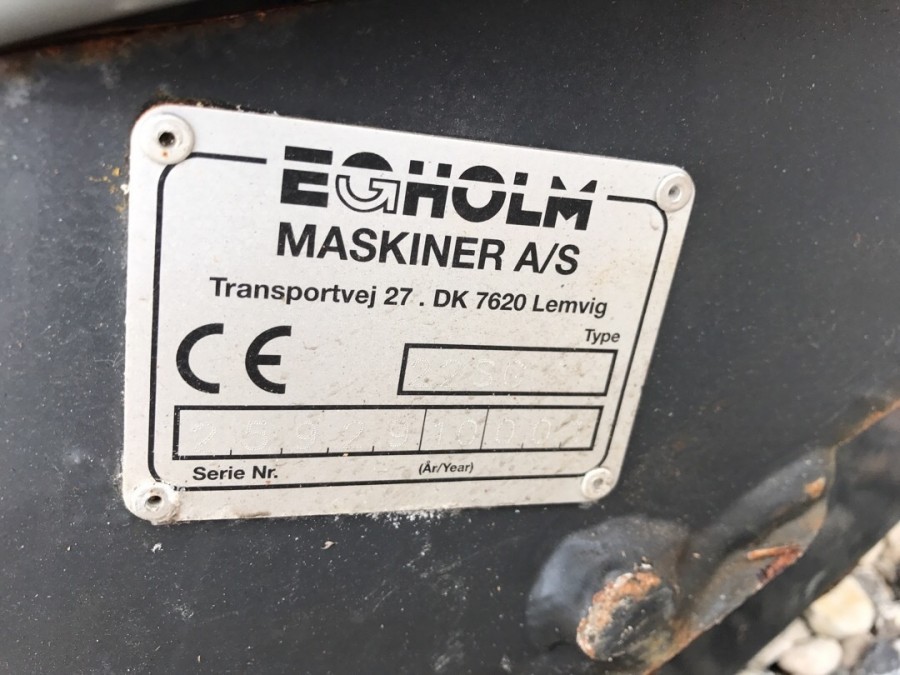 EGHOLM
MASKINER A/S
Transportvej 27 . DK 7620 Lemvig
Type
CE
Serie Nr. (År/Year)